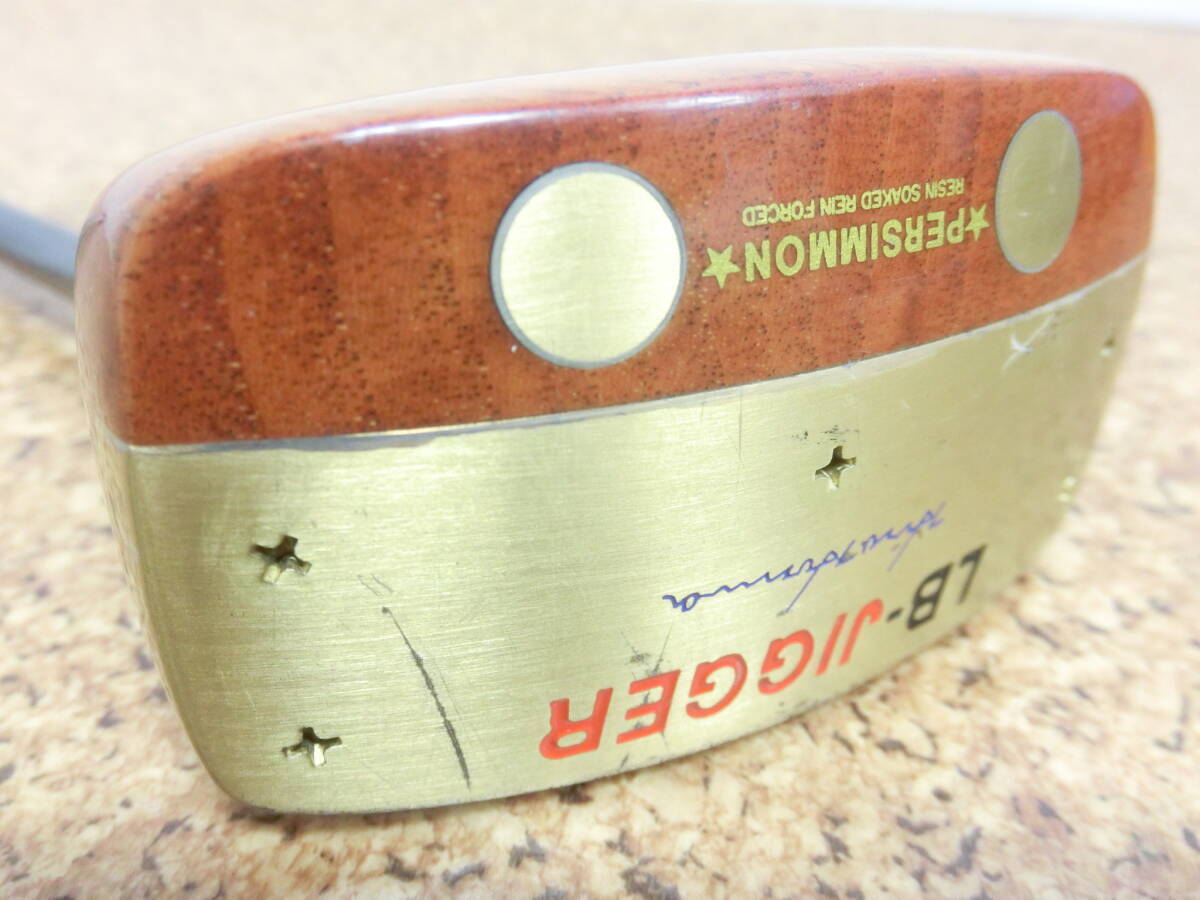 LB-JIGGER
★PERSIMMON★
RESIN SOAKED REIN FORCED